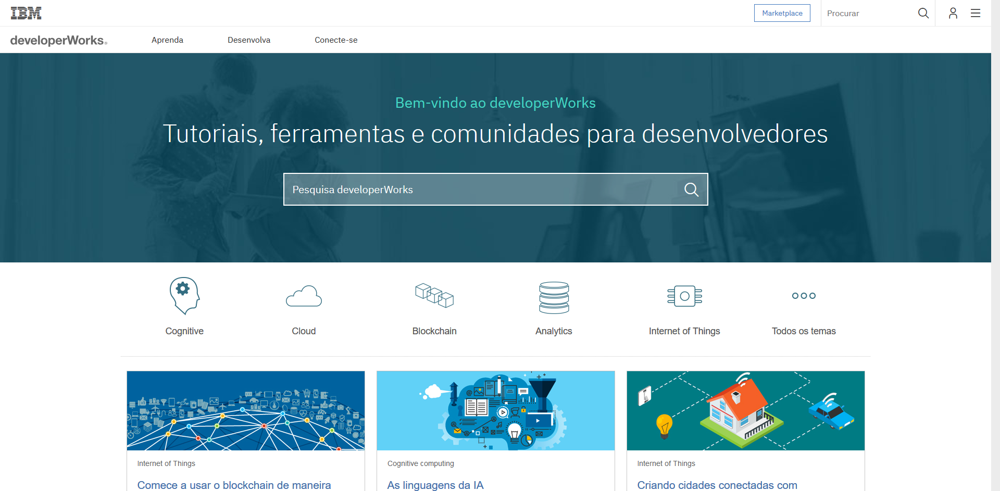 IBM
Marketplace
Procurar
developerWorks®
Aprenda
Desenvolva
Conecte-se
Bem-vindo ao developerWorks
Tutoriais, ferramentas e comunidades para desenvolvedores
Pesquisa developerWorks
Cognitive
Cloud
Blockchain
Analytics
Internet of Things
Todos os temas
Internet of Things
Comece a usar o blockchain de maneira
Cognitive computing
As linguagens da IA
Internet of Things
Criando cidades conectadas com